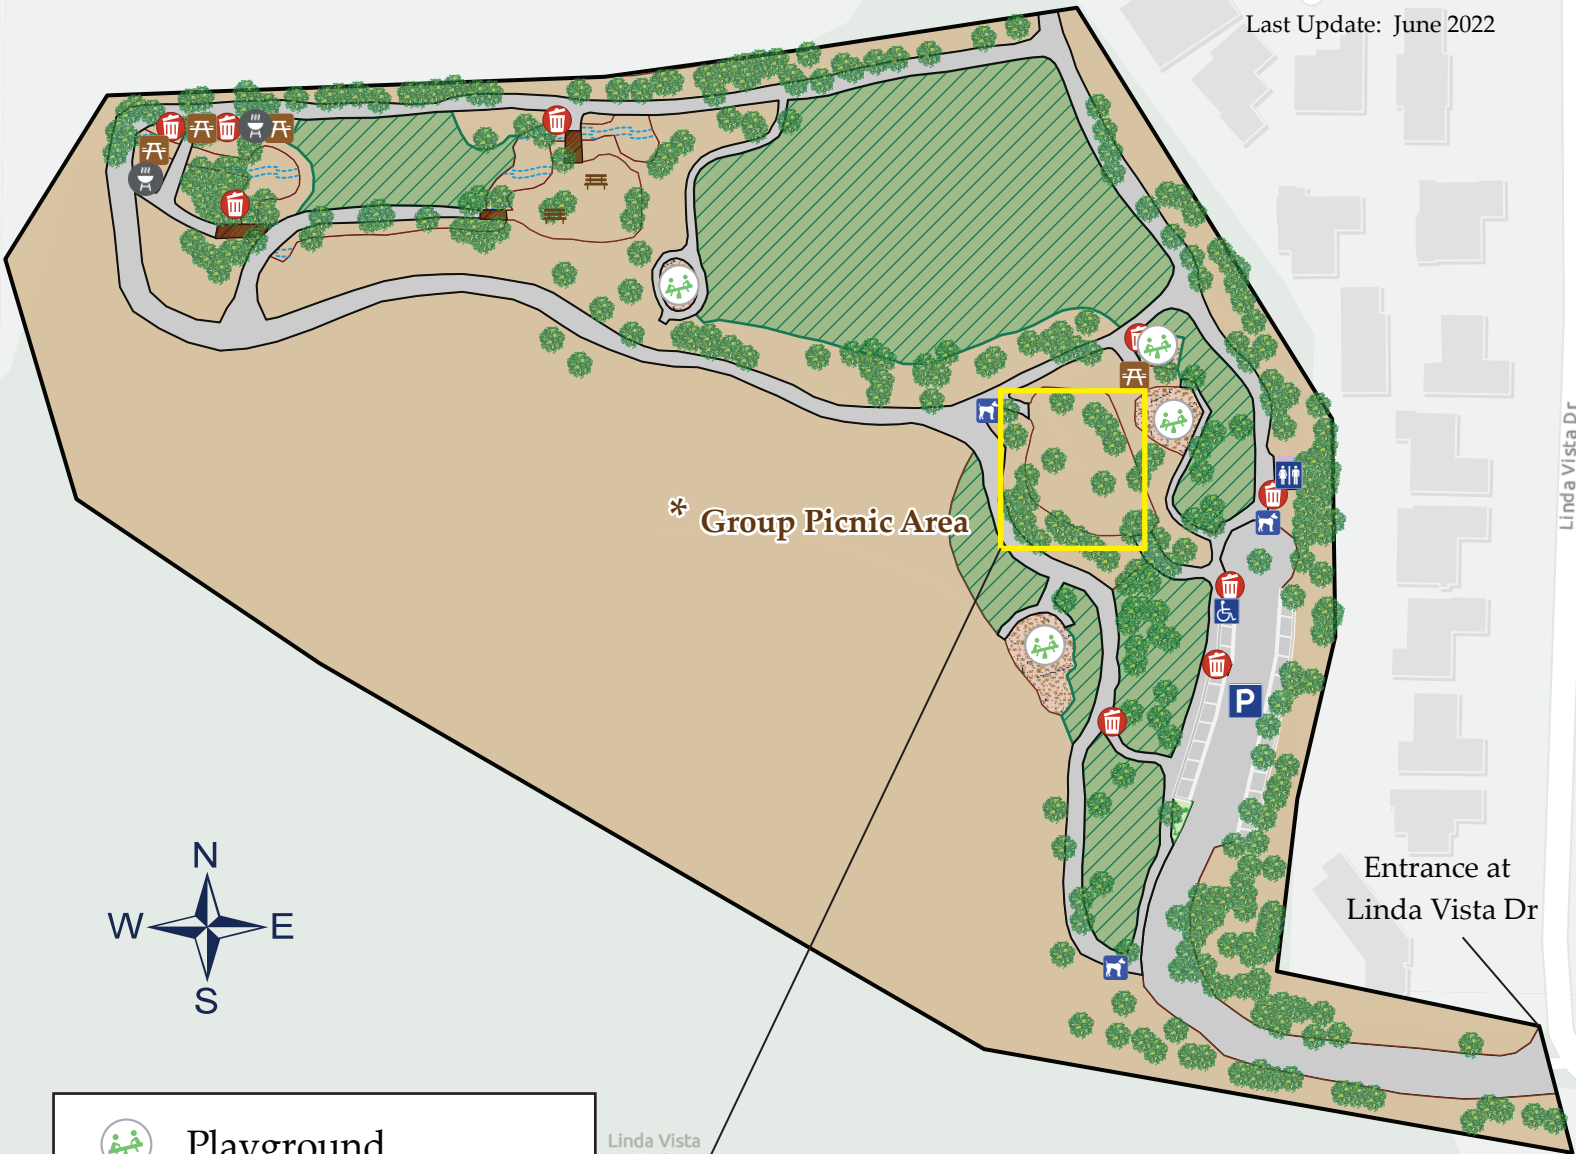 Last Update: June 2022
Linda Vista Dr
* Group Picnic Area
P
N
W E
S
Entrance at
Linda Vista Dr
Playground
Linda Vista